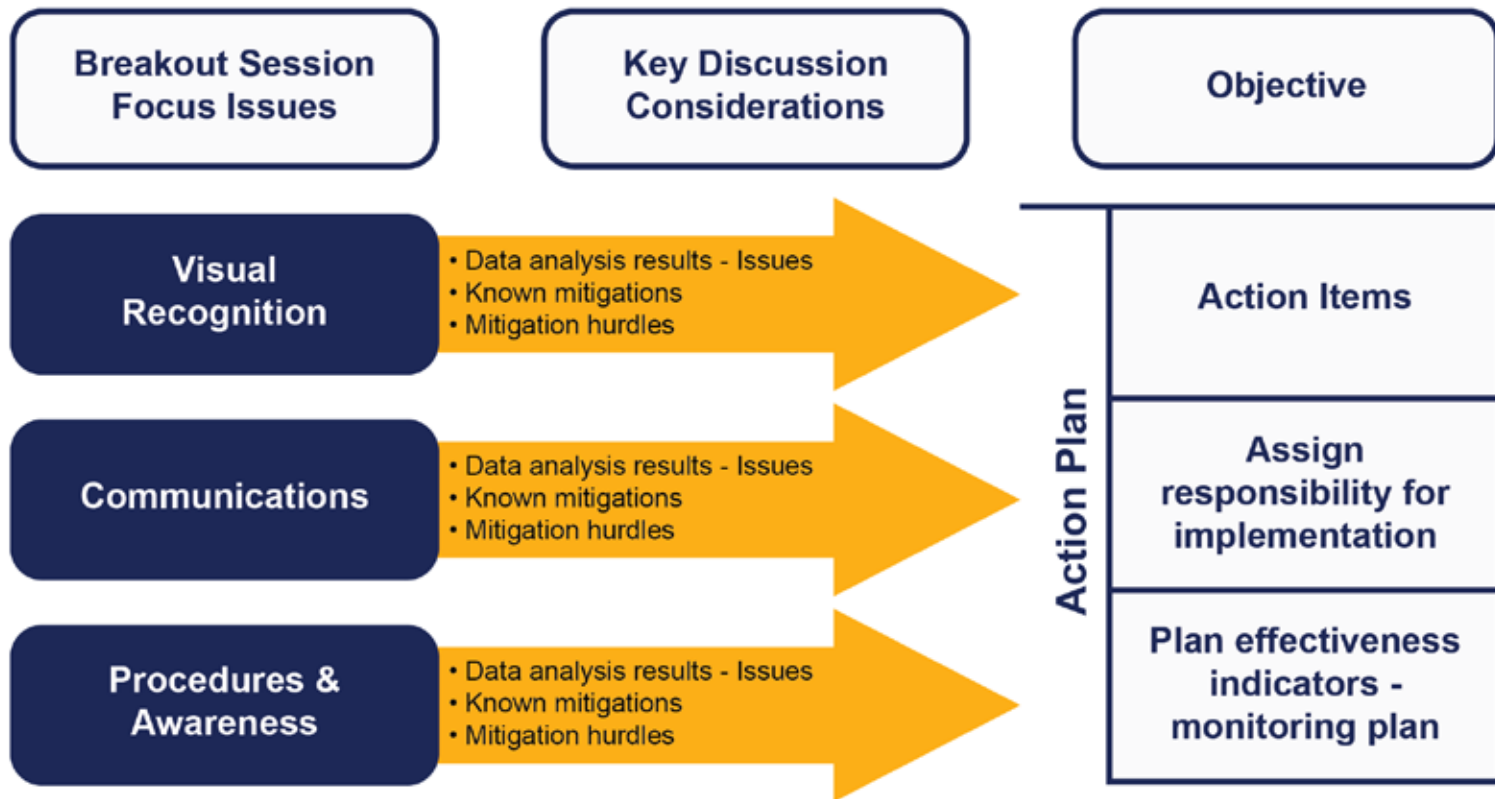 Breakout Session
Focus Issues
Key Discussion
Considerations
Objective
Visual
Recognition
• Data analysis results - Issues
• Known mitigations
• Mitigation hurdles
Communications
• Data analysis results - Issues
• Known mitigations
• Mitigation hurdles
Procedures &
Awareness
• Data analysis results - Issues
• Known mitigations
• Mitigation hurdles
Action Plan
Action Items
Assign
responsibility for
implementation
Plan effectiveness
indicators -
monitoring plan